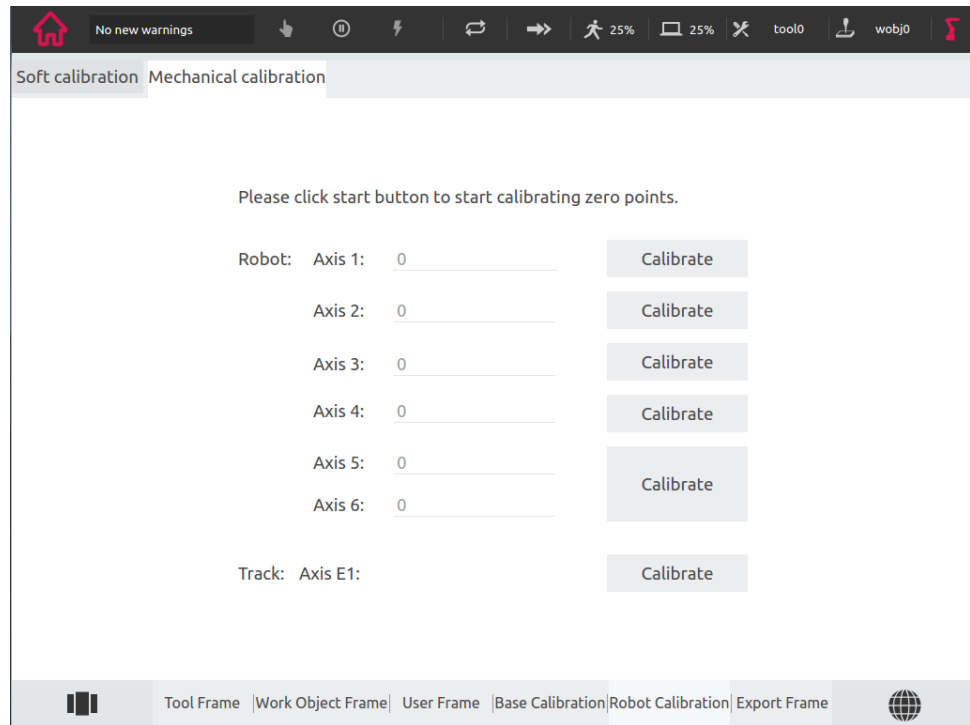 No new warnings 25% 25% tool0 wobj0
Soft calibration Mechanical calibration
Please click start button to start calibrating zero points.
Robot: Axis 1: 0 Calibrate
Axis 2: 0 Calibrate
Axis 3: 0 Calibrate
Axis 4: 0 Calibrate
Axis 5: 0
Calibrate
Axis 6: 0
Track: Axis E1: Calibrate
Tool Frame Work Object Frame User Frame Base Calibration Robot Calibration Export Frame